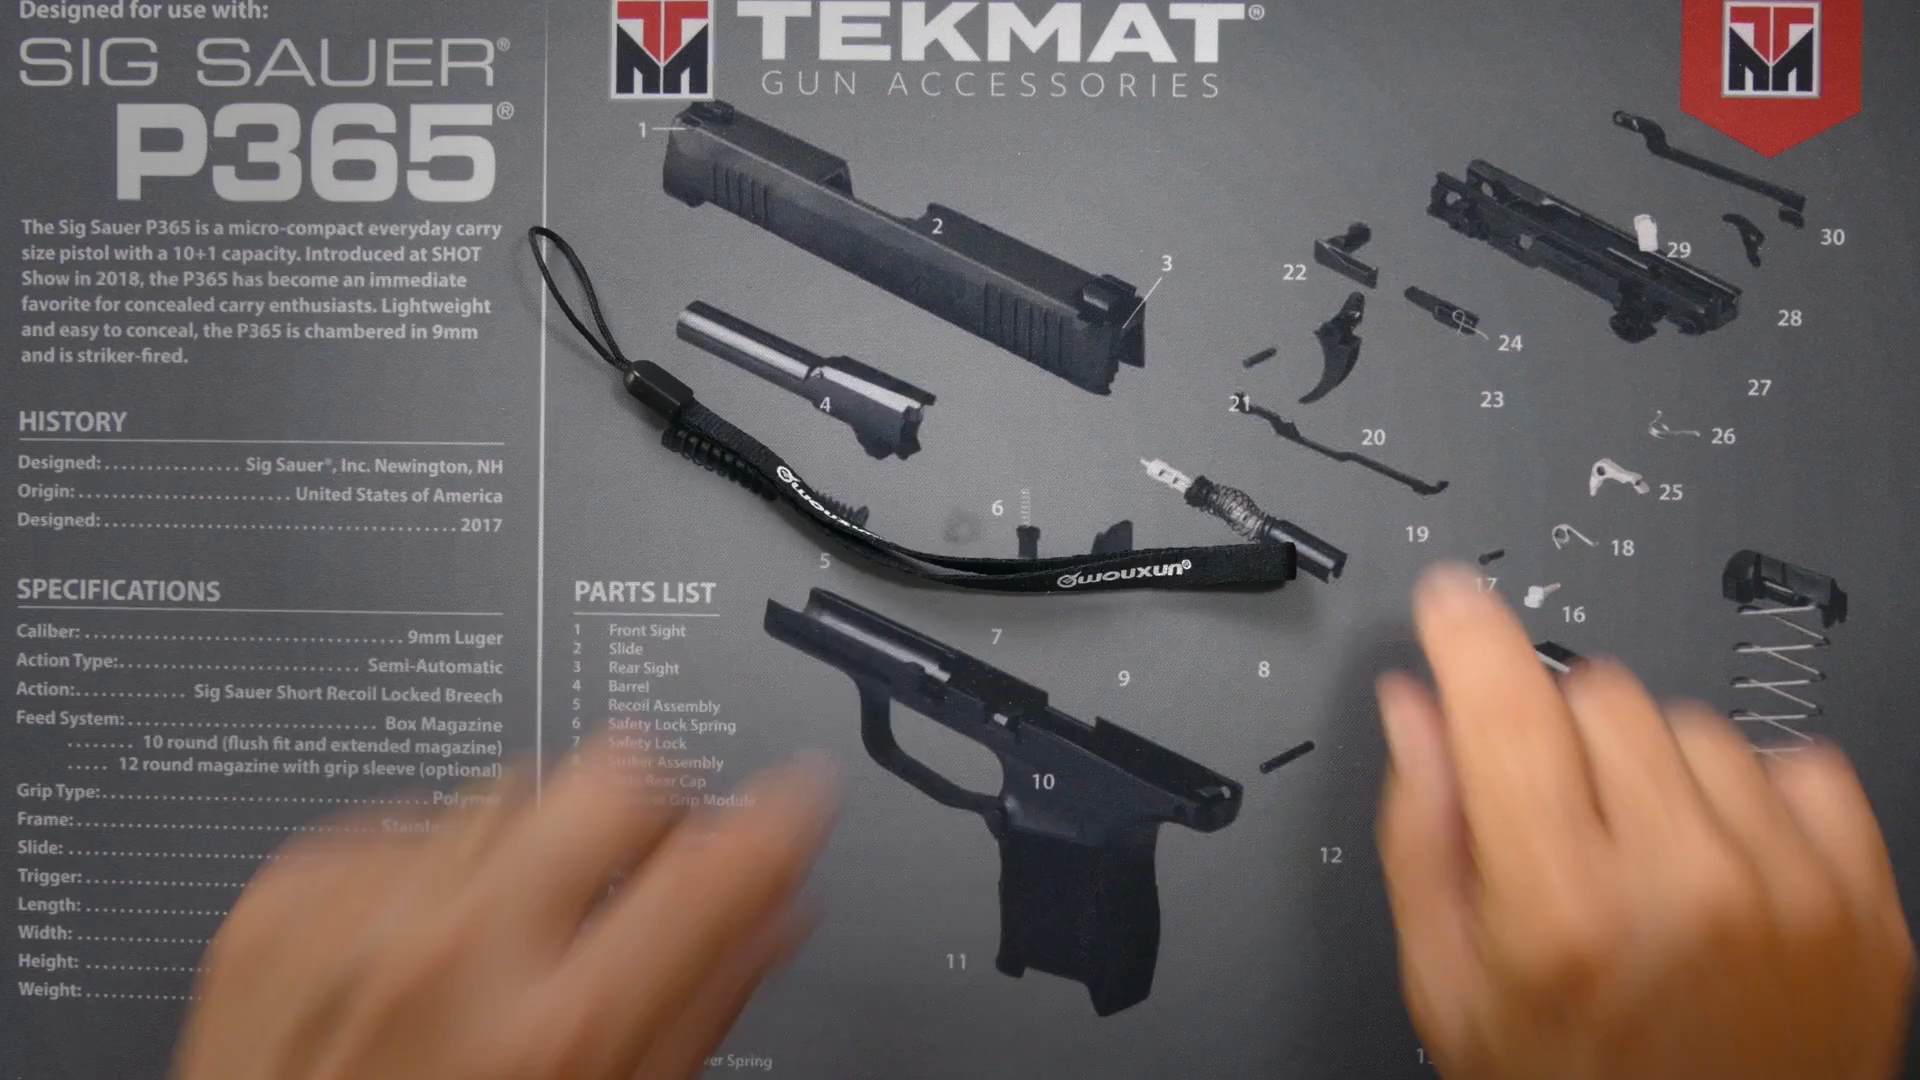 Designed for use with:
SIG SAUER®
P365®
The Sig Sauer P365 is a micro-compact everyday carry
size pistol with a 10+1 capacity. Introduced at SHOT
Show in 2018, the P365 has become an immediate
favorite for concealed carry enthusiasts. Lightweight
and easy to conceal, the P365 is chambered in 9mm
and is striker-fired.
HISTORY
Designed: Sig Sauer®, Inc. Newington, NH
Origin: United States of America
Designed: 2017
SPECIFICATIONS
Caliber: 9mm Luger
Action Type: Semi-Automatic
Action: Sig Sauer Short Recoil Locked Breech
Feed System: Box Magazine
10 round (flush fit and extended magazine)
12 round magazine with grip sleeve (optional)
Grip Type:
Frame:
Slide:
Trigger:
Length:
Width:
Height:
Weight:
TEKMAT®
GUN ACCESSORIES
1
2
3
4
5
6
7
8
9
10
11
12
16
17
18
19
20
21
22
23
24
25
26
27
28
29
30
wouxun
wouxun®
PARTS LIST
1 Front Sight
2 Slide
3 Rear Sight
4 Barrel
5 Recoil Assembly
6 Safety Lock Spring
7 Safety Lock
8 Striker Assembly
Rear Cap
Grip Module
Spring